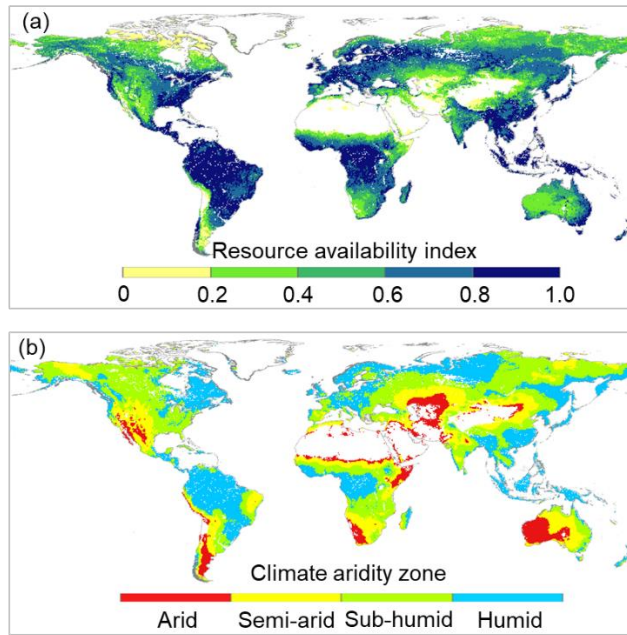 (a)
Resource availability index
0 0.2 0.4 0.6 0.8 1.0
(b)
Climate aridity zone
Arid Semi-arid Sub-humid Humid